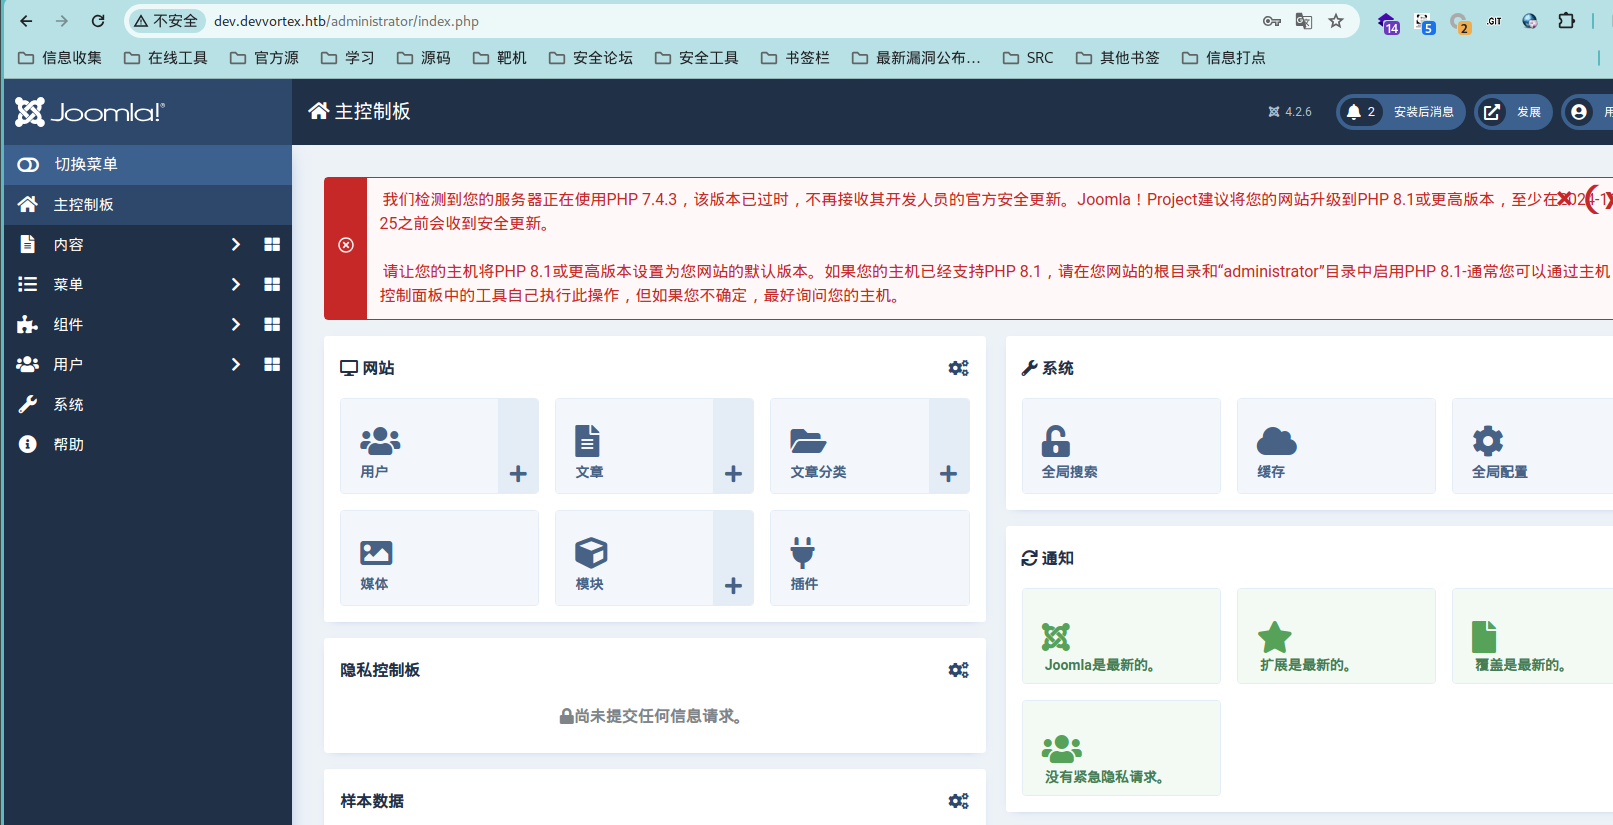 不安全 dev.devvortex.htb/administrator/index.php
14 5 2 .GIT
信息收集 在线工具 官方源 学习 源码 靶机 安全论坛 安全工具 书签栏 最新漏洞公布… SRC 其他书签 信息打点
Joomla!® 主控制板 4.2.6 2 安装后消息 发展
切换菜单
主控制板
内容
菜单
组件
用户
系统
帮助
我们检测到您的服务器正在使用PHP 7.4.3，该版本已过时，不再接收其开发人员的官方安全更新。Joomla！Project建议将您的网站升级到PHP 8.1或更高版本，至少在2024-1
25之前会收到安全更新。
请让您的主机将PHP 8.1或更高版本设置为您网站的默认版本。如果您的主机已经支持PHP 8.1，请在您网站的根目录和“administrator”目录中启用PHP 8.1-通常您可以通过主机
控制面板中的工具自己执行此操作，但如果您不确定，最好询问您的主机。
网站
用户 文章 文章分类
媒体 模块 插件
隐私控制板
尚未提交任何信息请求。
样本数据
系统
全局搜索 缓存 全局配置
通知
Joomla是最新的。 扩展是最新的。 覆盖是最新的。
没有紧急隐私请求。